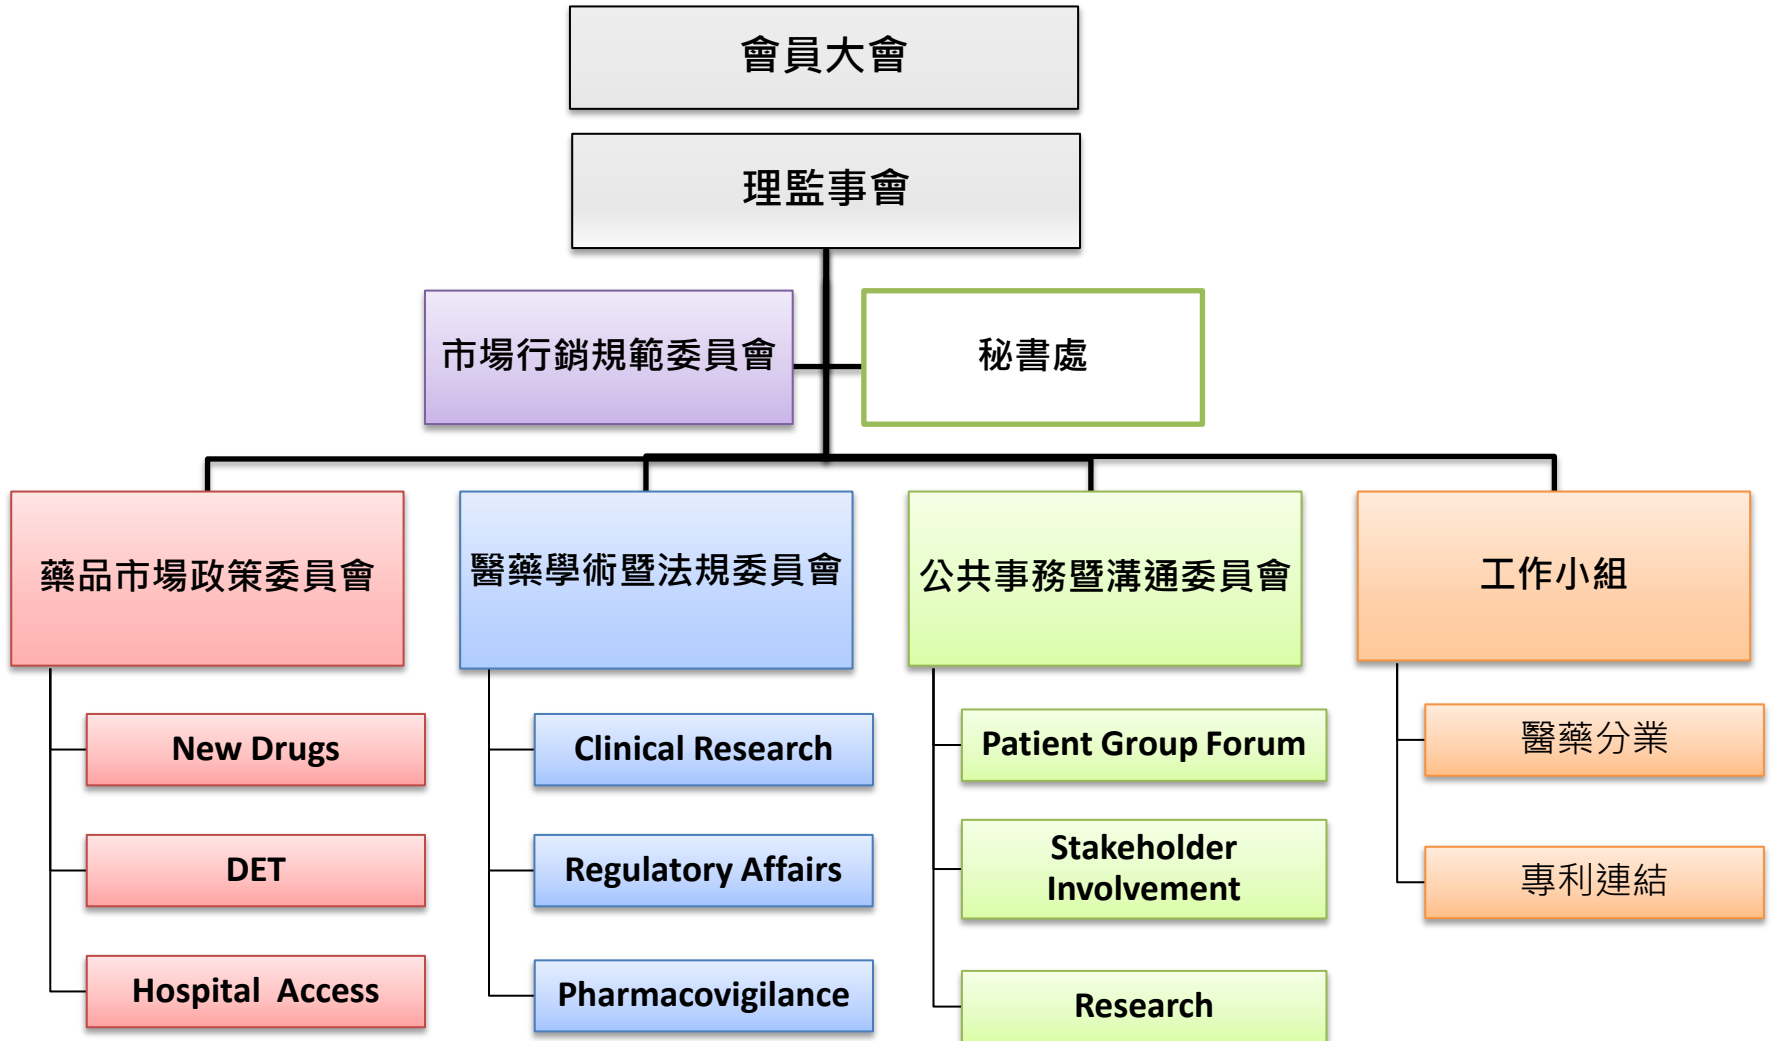 會員大會
理監事會
市場行銷規範委員會
秘書處
藥品市場政策委員會
醫藥學術暨法規委員會
公共事務暨溝通委員會
工作小組
New Drugs
DET
Hospital Access
Clinical Research
Regulatory Affairs
Pharmacovigilance
Patient Group Forum
Stakeholder
Involvement
Research
醫藥分業
專利連結